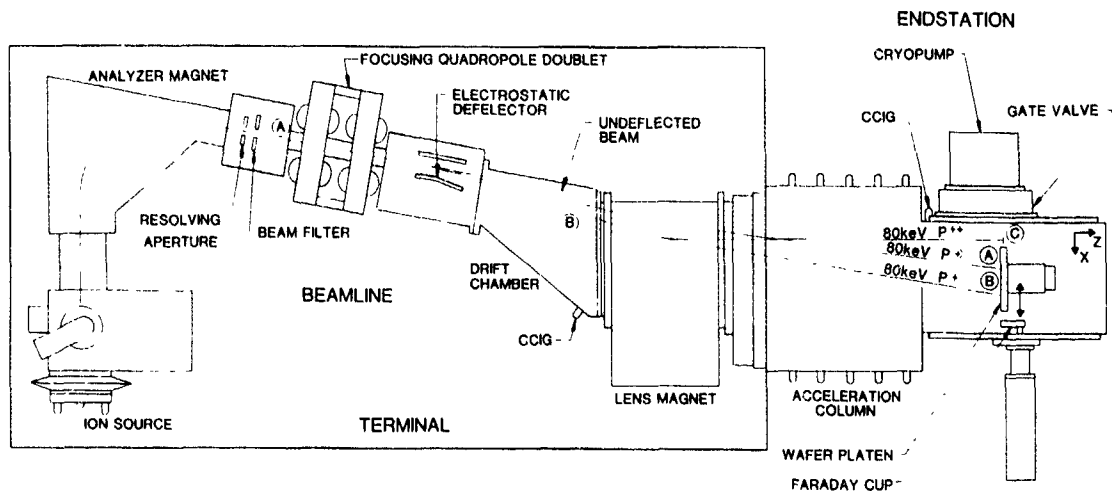 ENDSTATION
CRYOPUMP
FOCUSING QUADROPOLE DOUBLET
ANALYZER MAGNET
ELECTROSTATIC
DEFELECTOR
GATE VALVE
CCIG
UNDEFLECTED
BEAM
A
B)
RESOLVING
APERTURE
BEAM FILTER
80keV P++
C
80keV P+
A
80keV P+
B
Z
X
DRIFT
CHAMBER
BEAMLINE
CCIG
LENS MAGNET
ACCELERATION
COLUMN
ION SOURCE
TERMINAL
WAFER PLATEN
FARADAY CUP